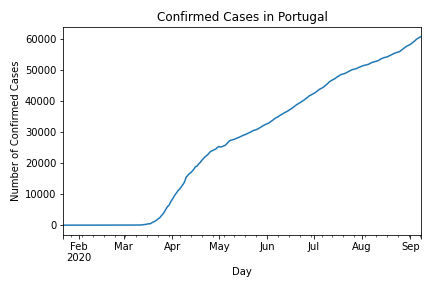 Confirmed Cases in Portugal
Number of Confirmed Cases
60000
50000
40000
30000
20000
10000
0
Feb Mar Apr May Jun Jul Aug Sep
2020
Day